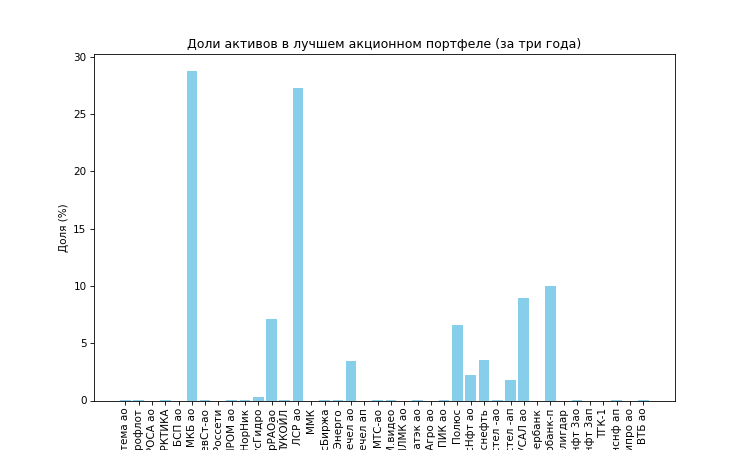 Доли активов в лучшем акционном портфеле (за три года)
Доля (%)
30
25
20
15
10
5
0
тема ао
рофлот
РОСА ао
РКТИКА
БСП ао
МКБ ао
евСт-ао
Россети
ПРОМ ао
НорНик
сГидро
рРАОао
ЛУКОЙЛ
ЛСР ао
ММК
сБиржа
Энерго
ечел ао
ечел ап
МТС-ао
М.видео
ЛМК ао
атэк ао
Агро ао
ПИК ао
Полюс
сНфт ао
снефть
стел -ао
стел -ап
УСАЛ ао
ербанк
рбанк-п
лигдар
нфт 3ао
нфт 3ап
ТГК-1
нснф ап
ипро ао
ВТБ ао